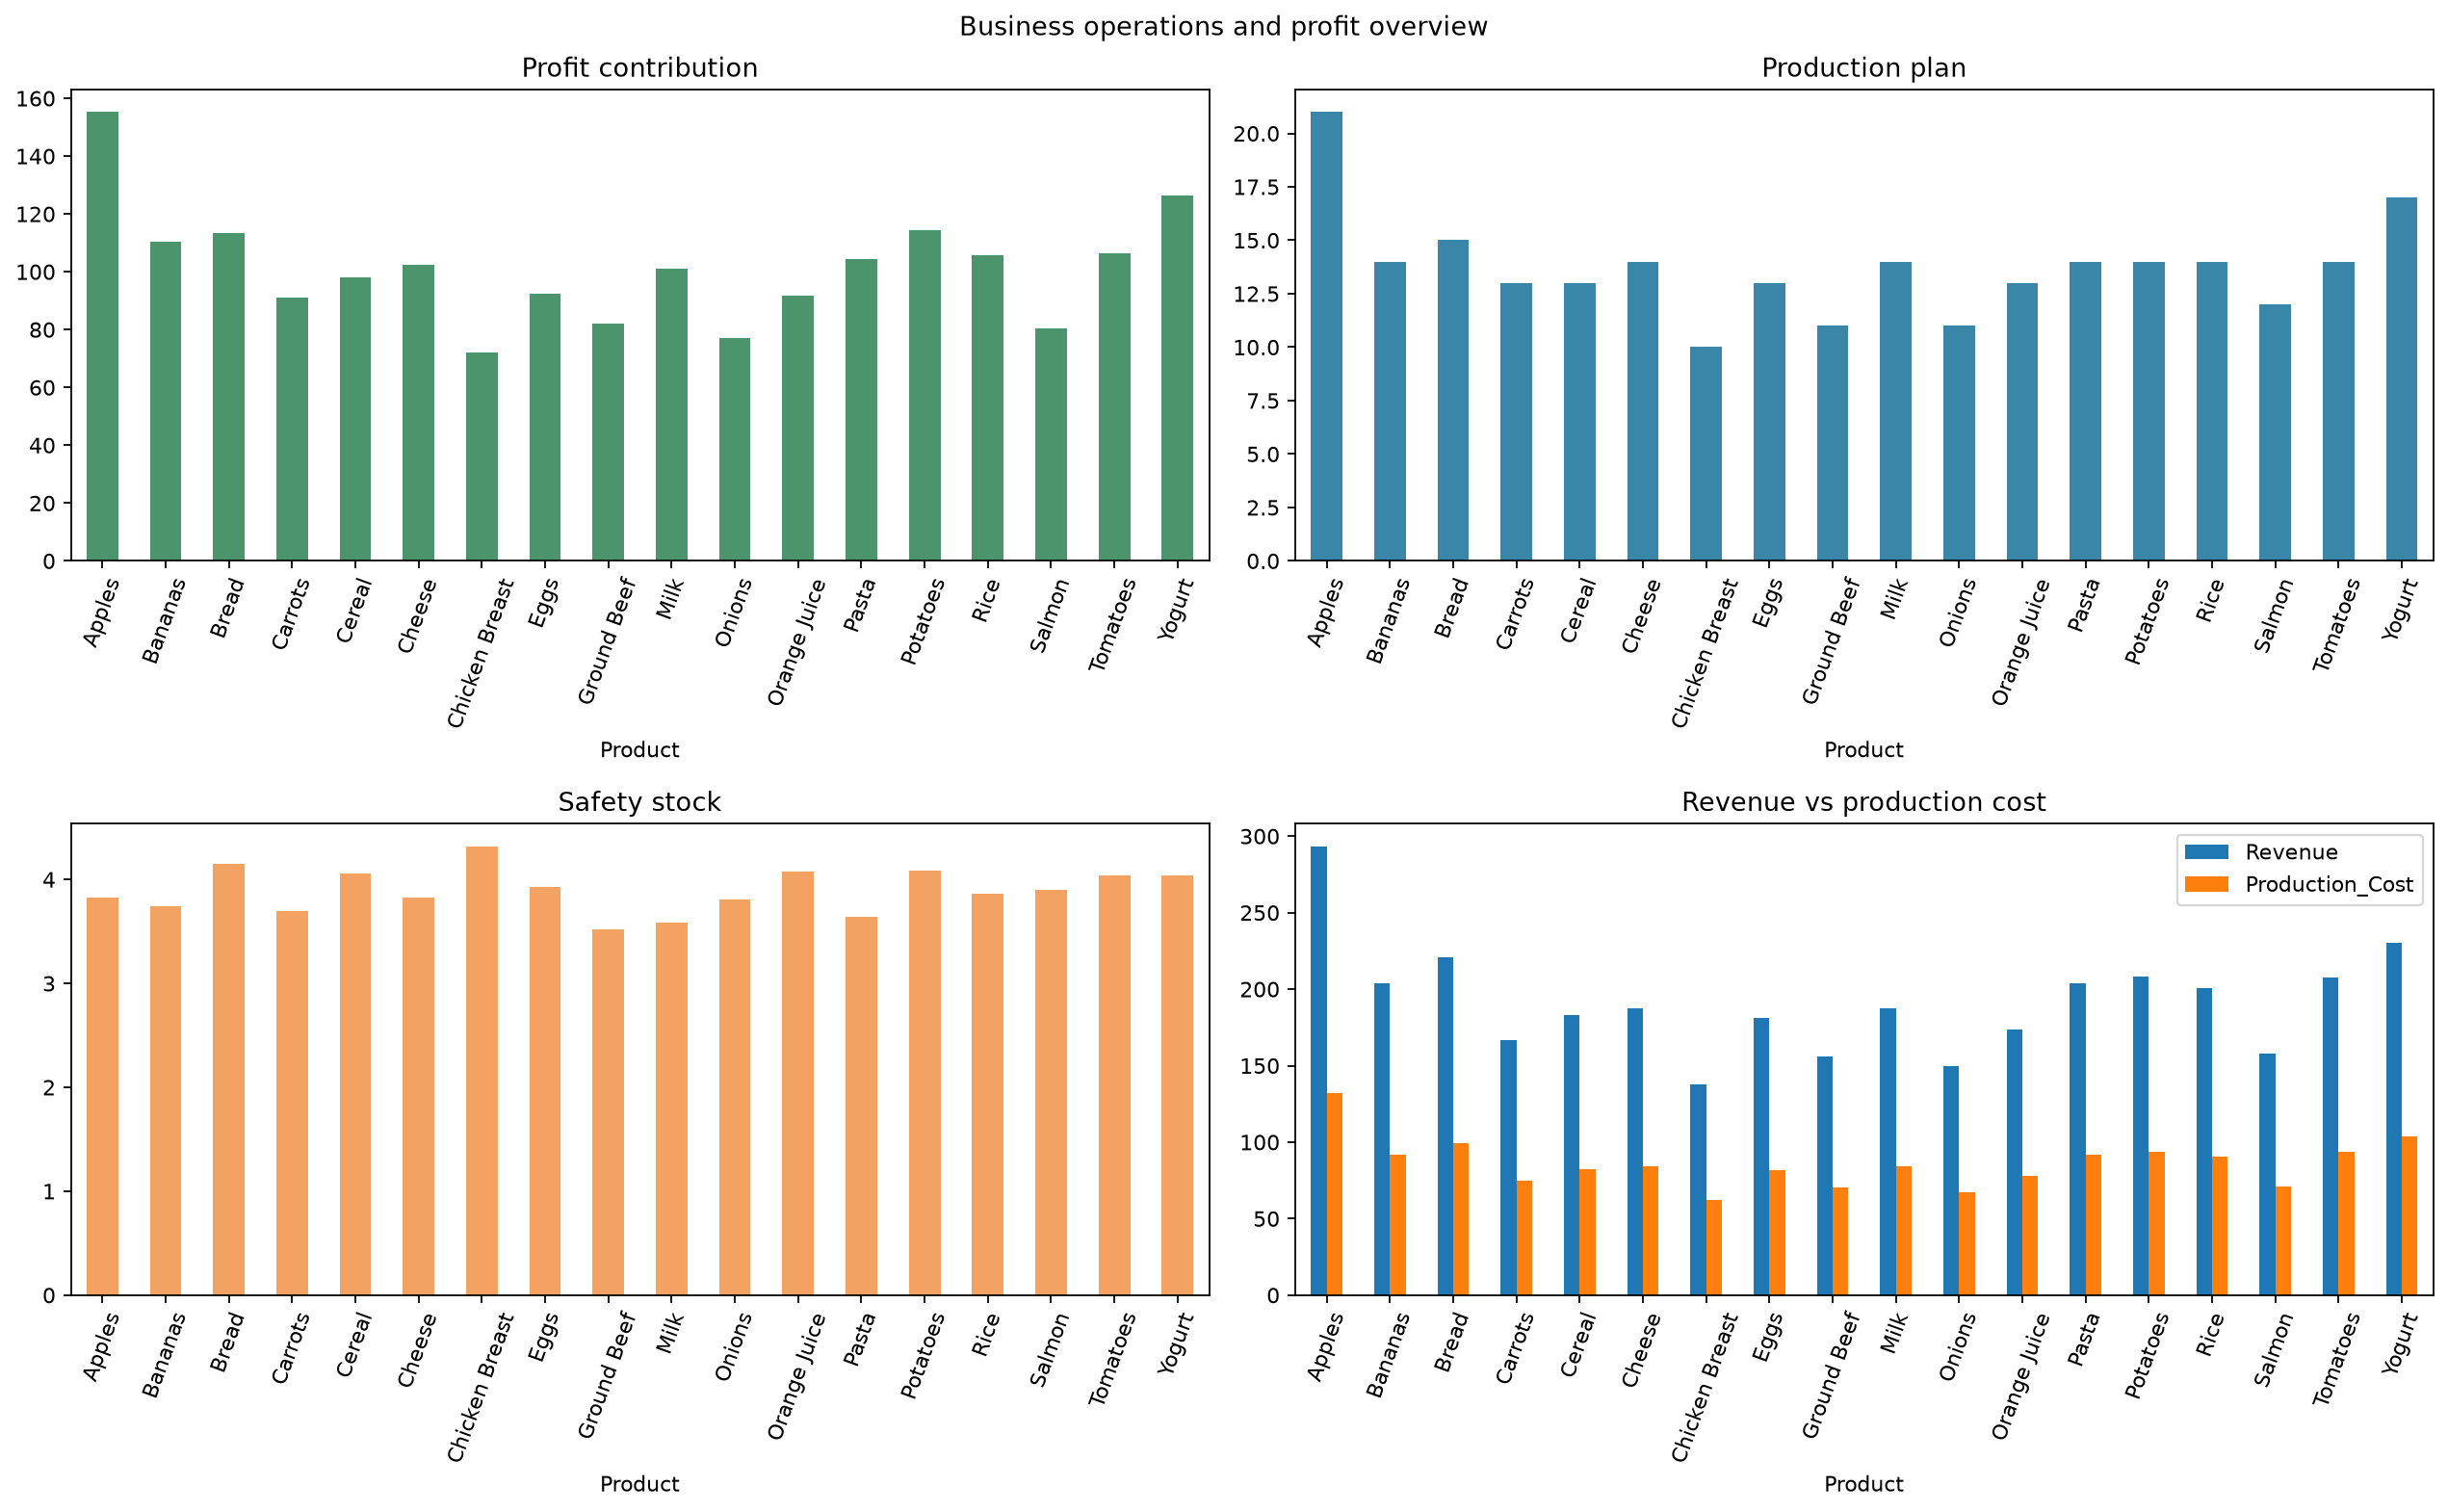 Business operations and profit overview
Profit contribution
160
140
120
100
80
60
40
20
0
Apples
Bananas
Bread
Carrots
Cereal
Cheese
Chicken Breast
Eggs
Ground Beef
Milk
Onions
Orange Juice
Pasta
Potatoes
Rice
Salmon
Tomatoes
Yogurt
Product
Production plan
20.0
17.5
15.0
12.5
10.0
7.5
5.0
2.5
0.0
Apples
Bananas
Bread
Carrots
Cereal
Cheese
Chicken Breast
Eggs
Ground Beef
Milk
Onions
Orange Juice
Pasta
Potatoes
Rice
Salmon
Tomatoes
Yogurt
Product
Safety stock
4
3
2
1
0
Apples
Bananas
Bread
Carrots
Cereal
Cheese
Chicken Breast
Eggs
Ground Beef
Milk
Onions
Orange Juice
Pasta
Potatoes
Rice
Salmon
Tomatoes
Yogurt
Product
Revenue vs production cost
300
250
200
150
100
50
0
Revenue
Production_Cost
Apples
Bananas
Bread
Carrots
Cereal
Cheese
Chicken Breast
Eggs
Ground Beef
Milk
Onions
Orange Juice
Pasta
Potatoes
Rice
Salmon
Tomatoes
Yogurt
Product